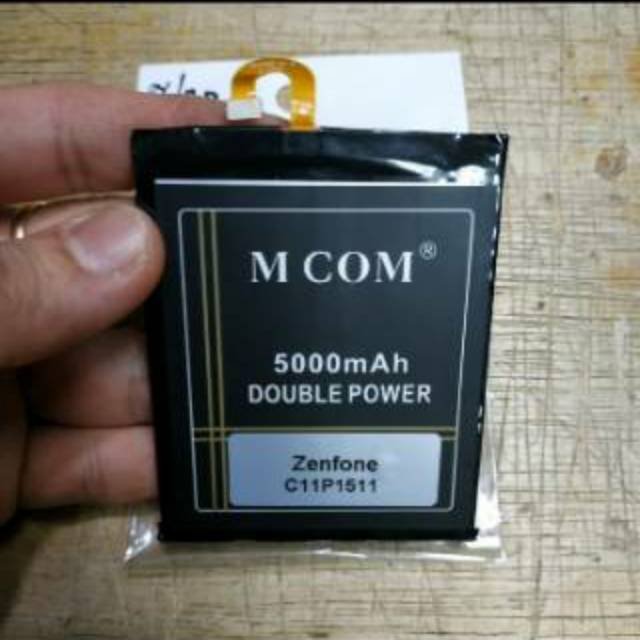 M COM®
5000mAh
DOUBLE POWER
Zenfone
C11P1511